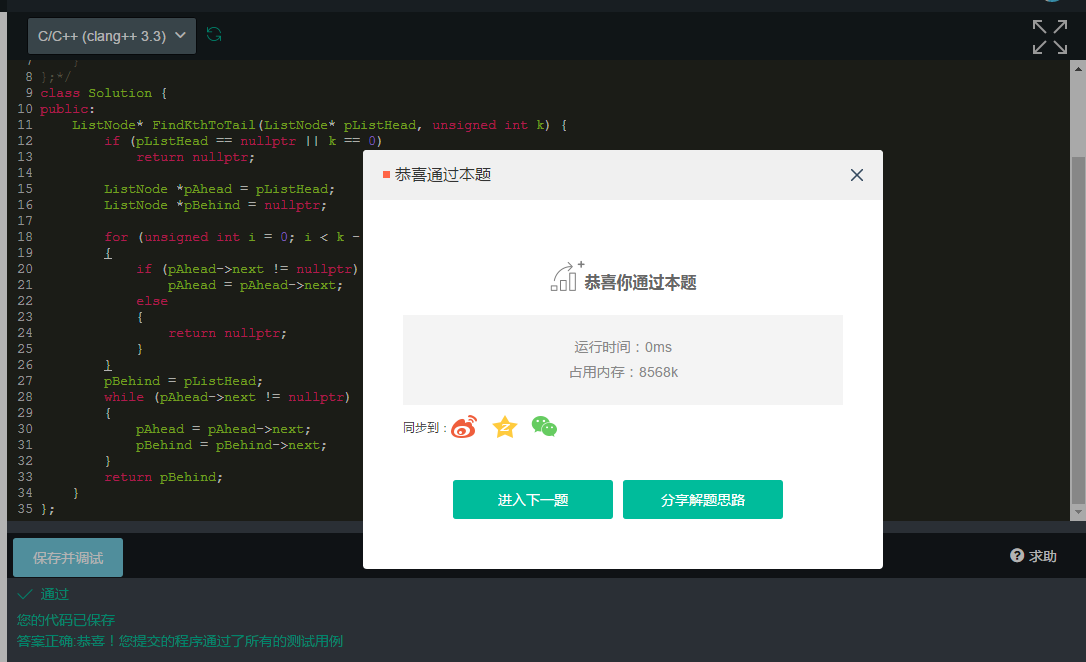 C/C++ (clang++ 3.3)
7     }
8 };*/
9 class Solution {
10 public:
11     ListNode* FindKthToTail(ListNode* pListHead, unsigned int k) {
12         if (pListHead == nullptr || k == 0)
13             return nullptr;
14
15         ListNode *pAhead = pListHead;
16         ListNode *pBehind = nullptr;
17
18         for (unsigned int i = 0; i < k -
19         {
20             if (pAhead->next != nullptr)
21                 pAhead = pAhead->next;
22             else
23             {
24                 return nullptr;
25             }
26         }
27         pBehind = pListHead;
28         while (pAhead->next != nullptr)
29         {
30             pAhead = pAhead->next;
31             pBehind = pBehind->next;
32         }
33         return pBehind;
34     }
35 };
恭喜通过本题
恭喜你通过本题
运行时间：0ms
占用内存：8568k
同步到：
进入下一题 分享解题思路
保存并调试
求助
通过
您的代码已保存
答案正确:恭喜！您提交的程序通过了所有的测试用例